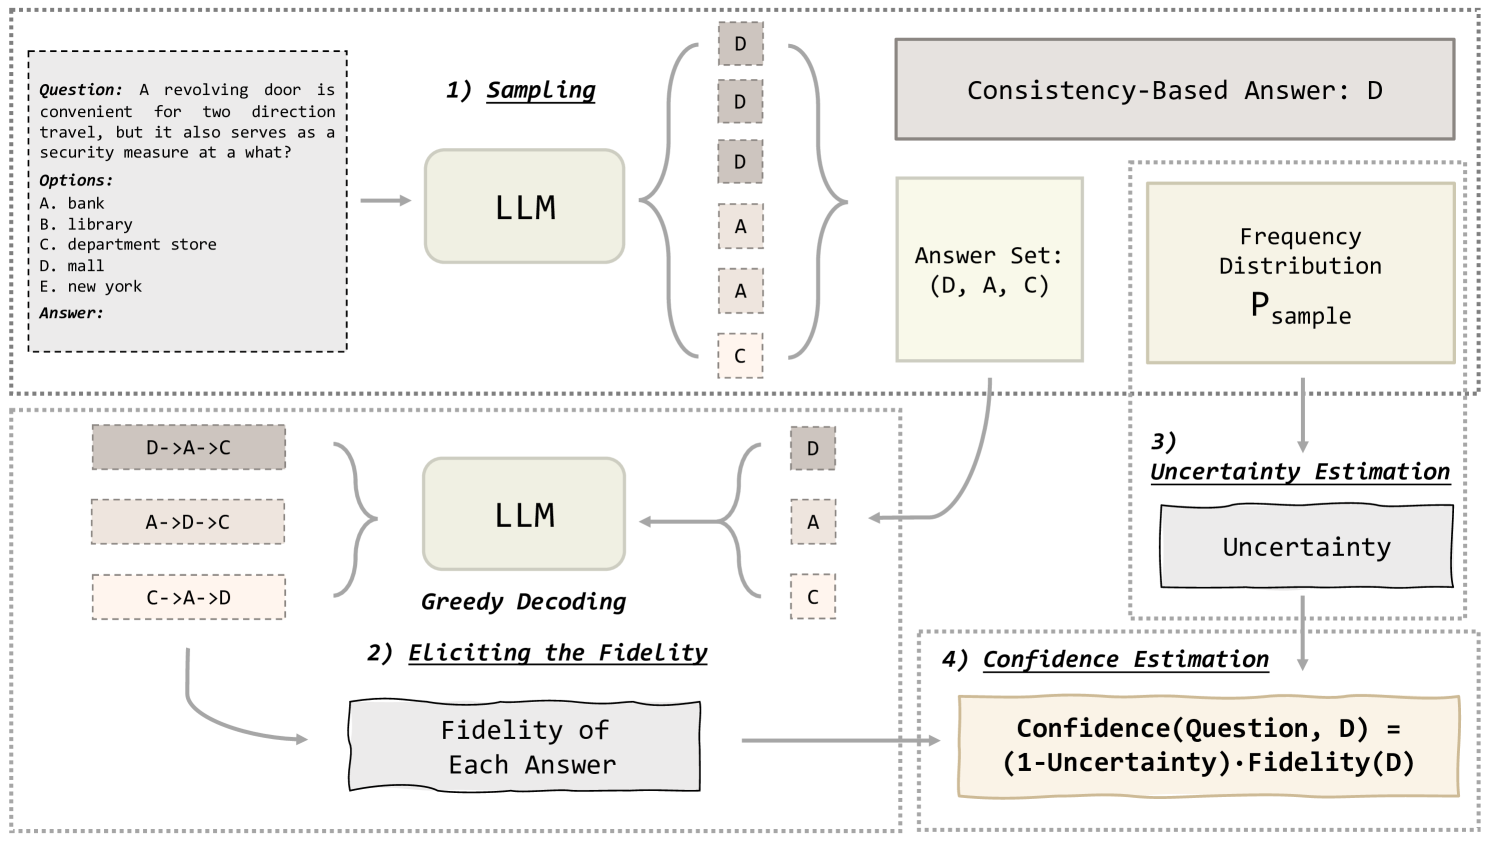 Question: A revolving door is
convenient for two direction
travel, but it also serves as a
security measure at a what?
Options:
A. bank
B. library
C. department store
D. mall
E. new york
Answer:
1) Sampling
LLM
D
D
D
A
A
C
Consistency-Based Answer: D
Answer Set:
(D, A, C)
Frequency
Distribution
Psample
D->A->C
A->D->C
C->A->D
LLM
Greedy Decoding
D
A
C
2) Eliciting the Fidelity
Fidelity of
Each Answer
3)
Uncertainty Estimation
Uncertainty
4) Confidence Estimation
Confidence(Question, D) =
(1-Uncertainty)·Fidelity(D)